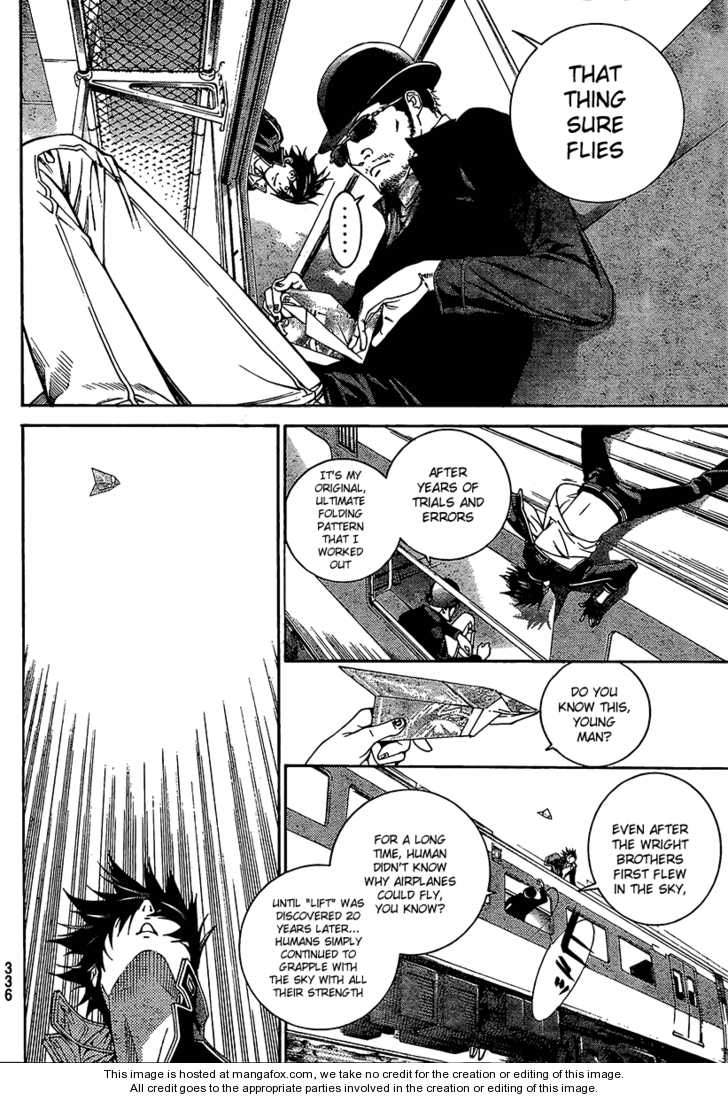 THAT
THING
SURE
FLIES
.....
AFTER
YEARS OF
TRIALS AND
ERRORS
IT'S MY
ORIGINAL,
ULTIMATE
FOLDING
PATTERN
THAT I
WORKED
OUT
DO YOU
KNOW THIS,
YOUNG
MAN?
EVEN AFTER
THE WRIGHT
BROTHERS
FIRST FLEW
IN THE SKY,
FOR A LONG
TIME, HUMAN
DIDN'T KNOW
WHY AIRPLANES
COULD FLY,
YOU KNOW?
UNTIL "LIFT" WAS
DISCOVERED 20
YEARS LATER...
HUMANS SIMPLY
CONTINUED TO
GRAPPLE WITH
THE SKY WITH ALL
THEIR STRENGTH
336
This image is hosted at mangafox.com, we take no credit for the creation or editing of this image.
All credit goes to the appropriate parties involved in the creation or editing of this image.